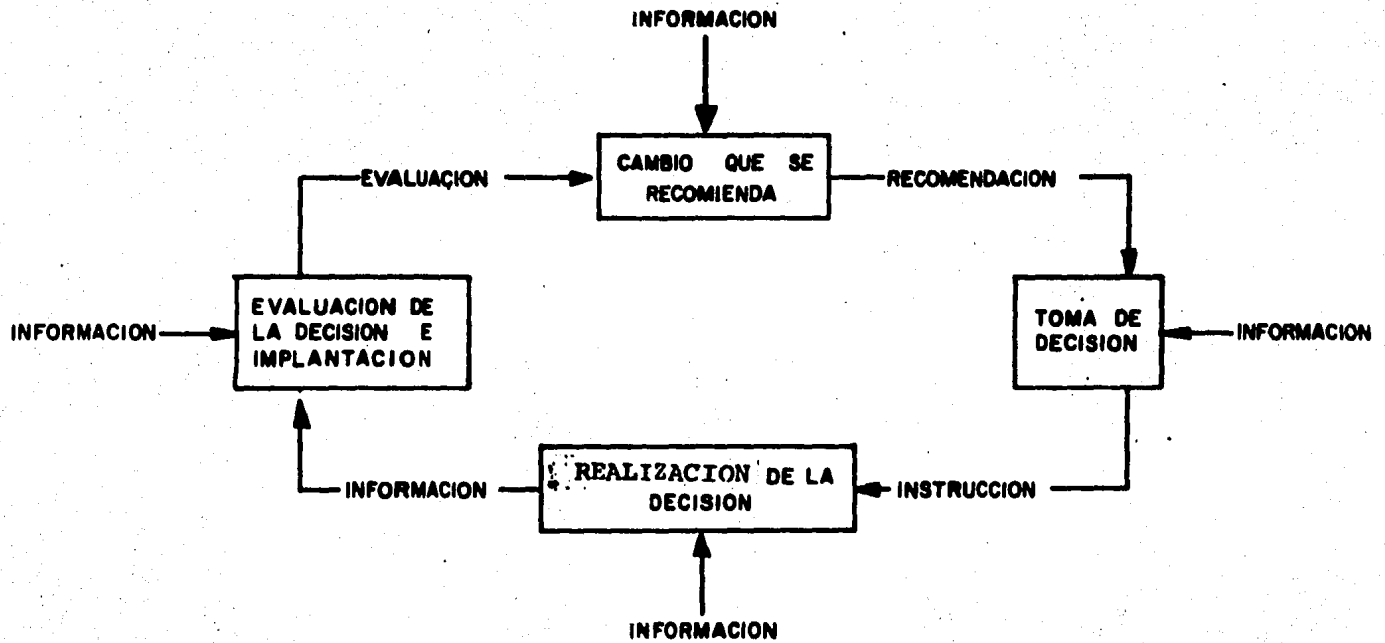 INFORMACION
CAMBIO QUE SE
RECOMIENDA
EVALUACION
RECOMENDACION
EVALUACION DE
LA DECISION E
IMPLANTACION
INFORMACION
TOMA DE
DECISION
INFORMACION
REALIZACION DE LA
DECISION
INFORMACION
INSTRUCCION
INFORMACION